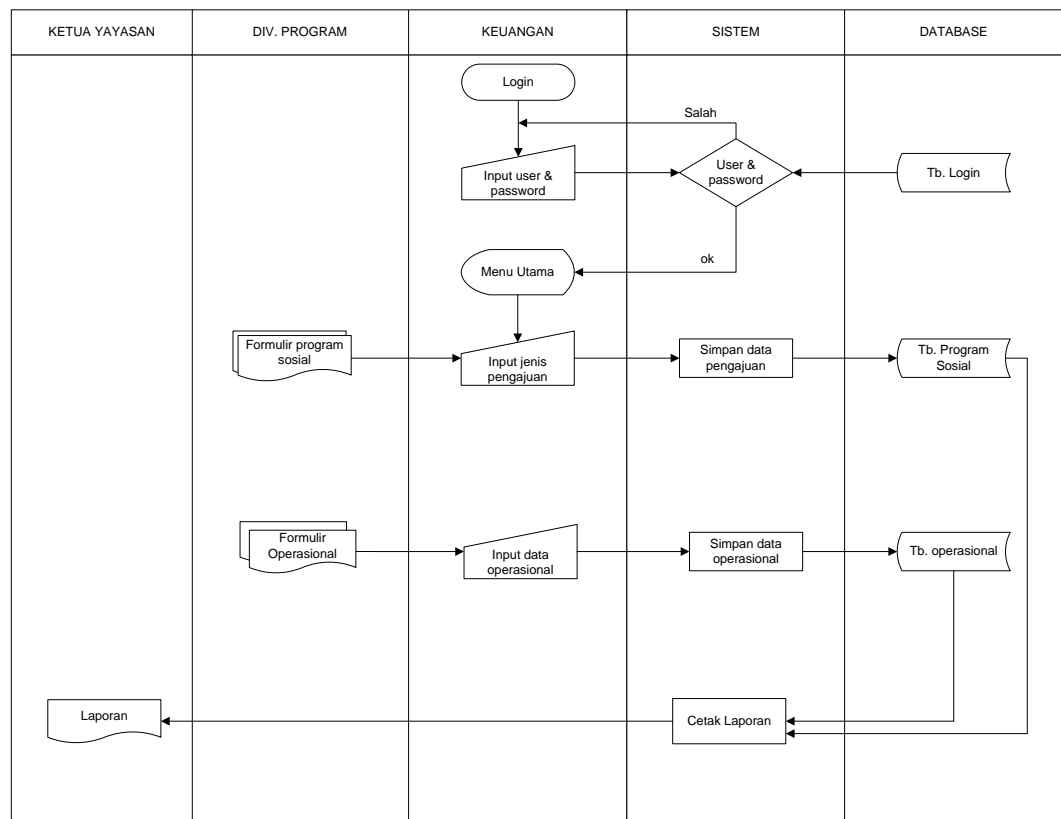 KETUA YAYASAN
DIV. PROGRAM
KEUANGAN
SISTEM
DATABASE
Login
Salah
Input user &
password
User &
password
Tb. Login
Menu Utama
ok
Formulir program
sosial
Input jenis
pengajuan
Simpan data
pengajuan
Tb. Program
Sosial
Formulir
Operasional
Input data
operasional
Simpan data
operasional
Tb. operasional
Laporan
Cetak Laporan